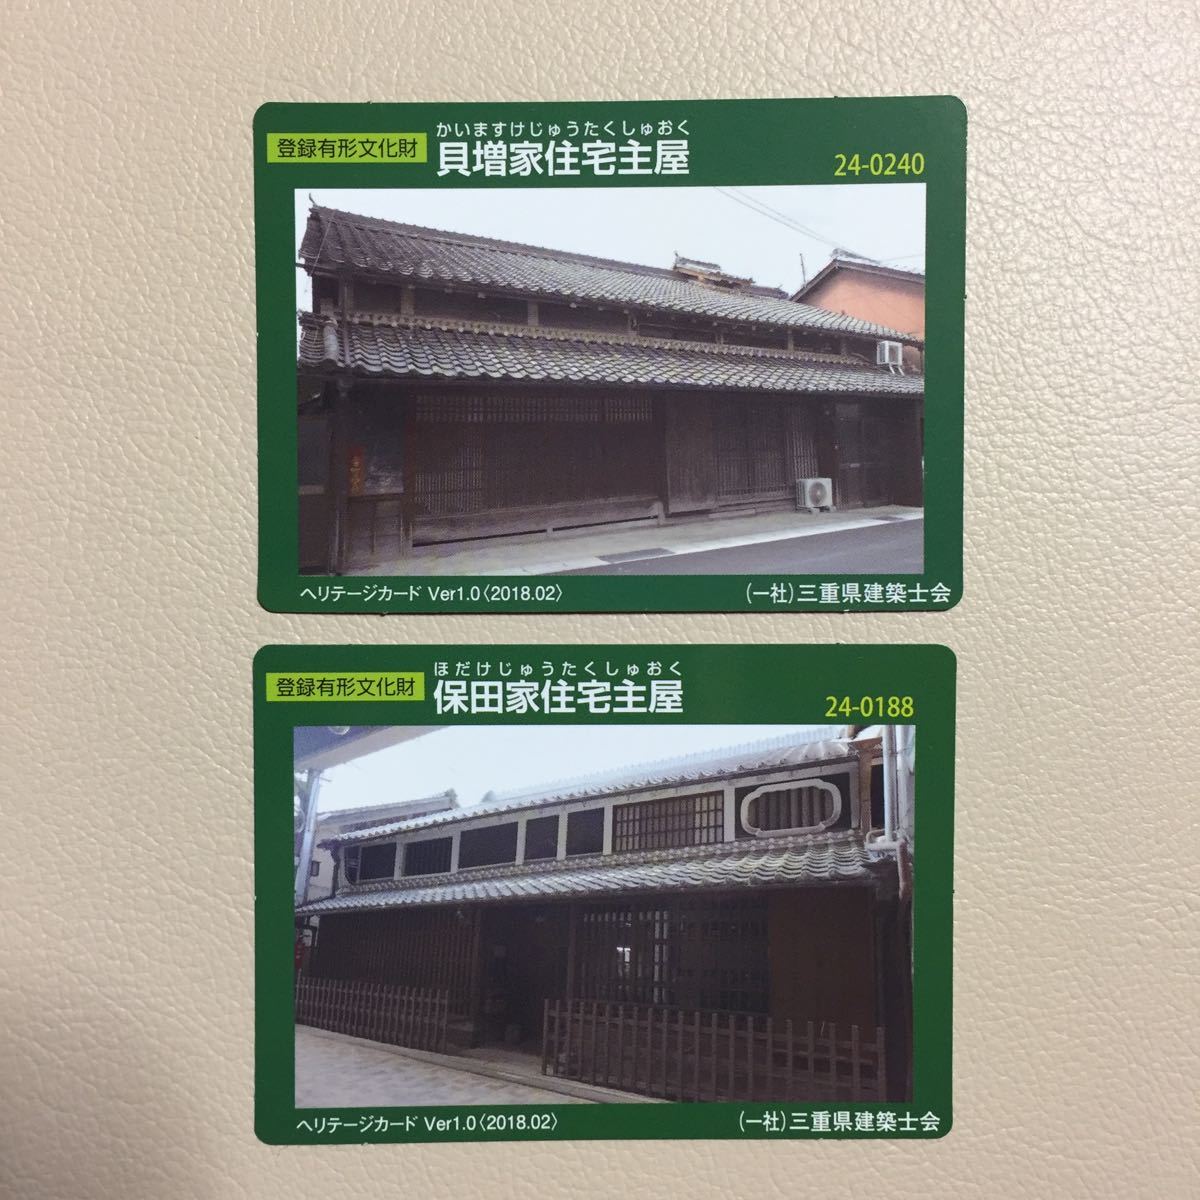 かいますけじゅうたくしゅおく
登録有形文化財 貝増家住宅主屋 24-0240
ヘリテージカード Ver1.0〈2018.02〉 (一社)三重県建築士会
ほだけじゅうたくしゅおく
登録有形文化財 保田家住宅主屋 24-0188
ヘリテージカード Ver1.0〈2018.02〉 (一社)三重県建築士会